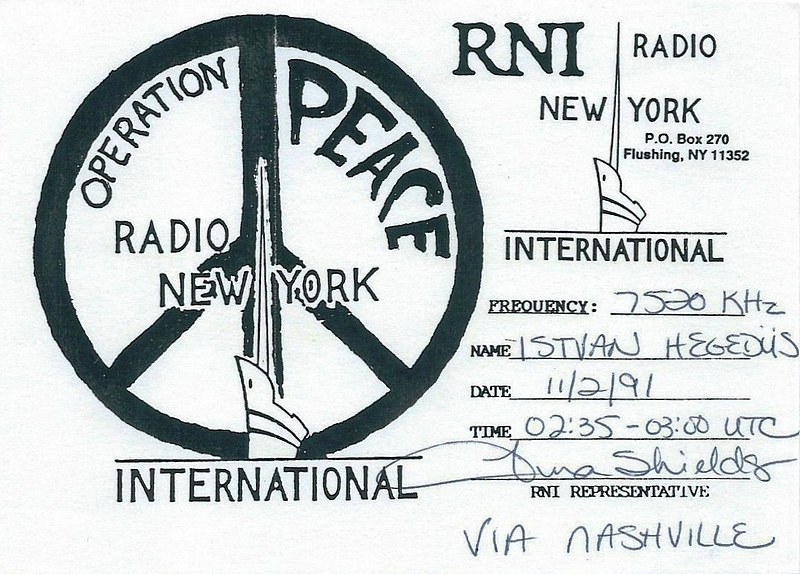 OPERATION
PEACE
RADIO
NEW YORK
INTERNATIONAL
RNI RADIO
NEW YORK
P.O. Box 270
Flushing, NY 11352
INTERNATIONAL
FREQUENCY: 7520 KHz
NAME ISTVAN HEGEDÜS
DATE 11/2/91
TIME 02:35-03:00 UTC
Shields
RNI REPRESENTATIVE
VIA NASHVILLE